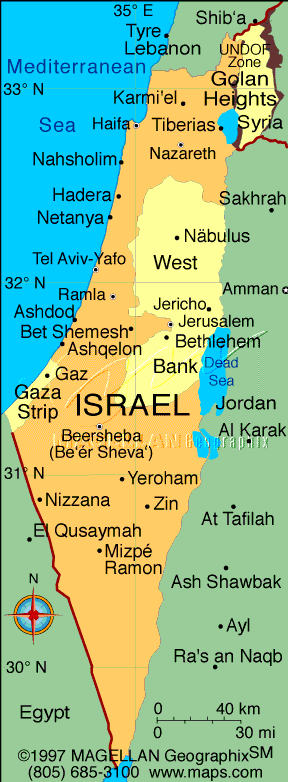 35° E
Shib'a
Tyre
Lebanon
UNDOF
Zone
Mediterranean
Golan
33° N
Heights
Karmi'el
Sea
Haifa
Tiberias
Syria
Nazareth
Nahsholim
Hadera
Sakhrah
Netanya
Näbulus
Tel Aviv-Yafo
West
32° N
Amman
Ramla
Jericho
Ashdod
Jerusalem
Bet Shemesh
Bethlehem
Ashqelon
Dead
Sea
Gaz
Bank
Gaza
Strip
ISRAEL
Jordan
Beersheba
(Be'ér Sheva')
Al Karak
31° N
Yeroham
Nizzana
Zin
At Tafilah
El Qusaymah
Mizpé
Ramon
N
Ash Shawbak
Ayl
Ra's an Naqb
30° N
Egypt
0 40 km
0 30 mi
©1997 MAGELLAN Geographix SM
(805) 685-3100 www.maps.com